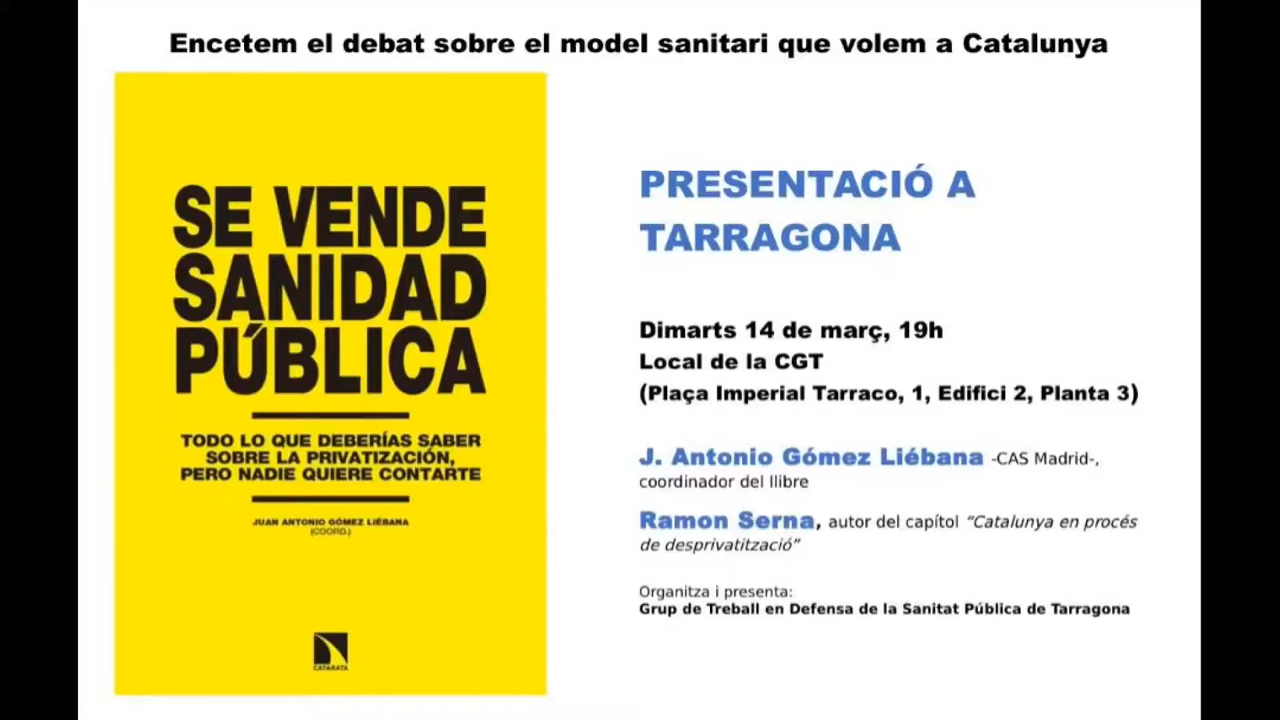 Encetem el debat sobre el model sanitari que volem a Catalunya
SE VENDE
SANIDAD
PÚBLICA
TODO LO QUE DEBERÍAS SABER
SOBRE LA PRIVATIZACIÓN,
PERO NADIE QUIERE CONTARTE
JUAN ANTONIO GÓMEZ LIÉBANA
(COORD.)
CATARATA
PRESENTACIÓ A
TARRAGONA
Dimarts 14 de març, 19h
Local de la CGT
(Plaça Imperial Tarraco, 1, Edifici 2, Planta 3)
J. Antonio Gómez Liébana -CAS Madrid-,
coordinador del llibre
Ramon Serna, autor del capítol “Catalunya en procés
de desprivatització”
Organitza i presenta:
Grup de Treball en Defensa de la Sanitat Pública de Tarragona